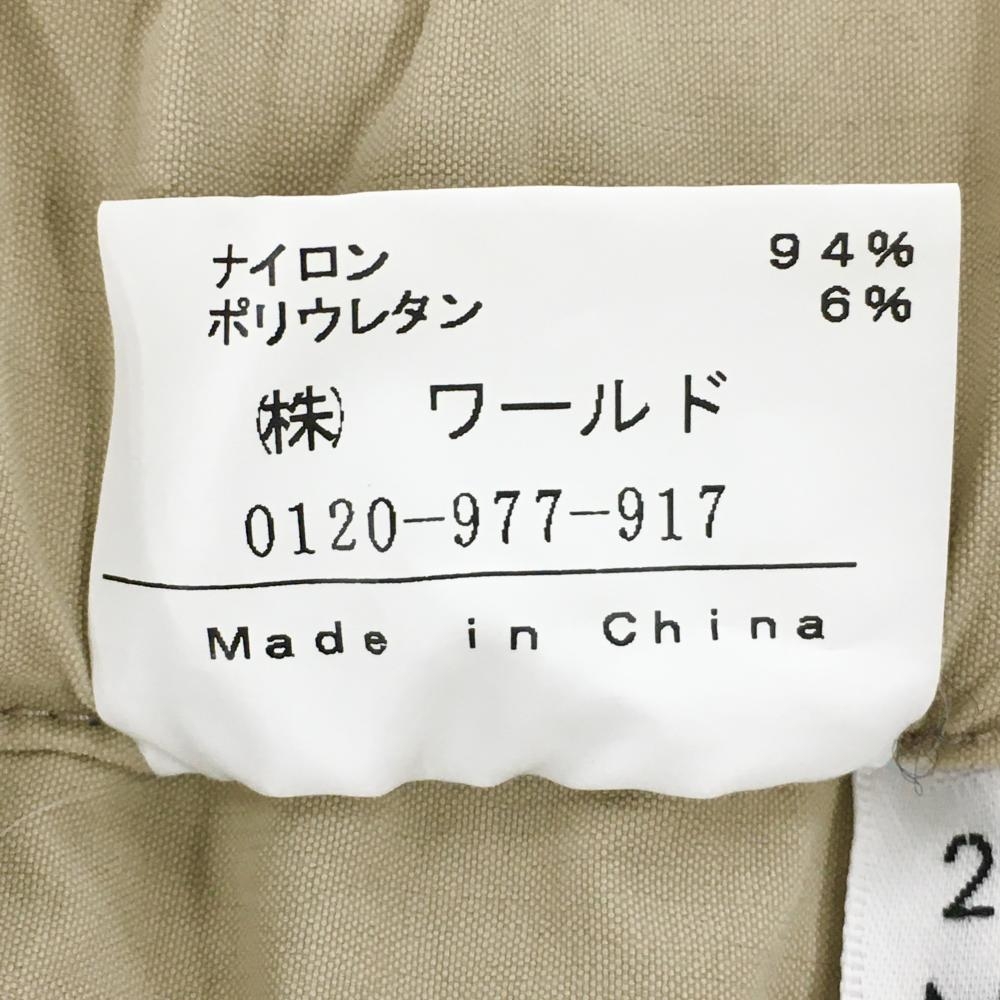 ナイロン 94%
ポリウレタン 6%
㈱ ワールド
0120-977-917
Made in China
2